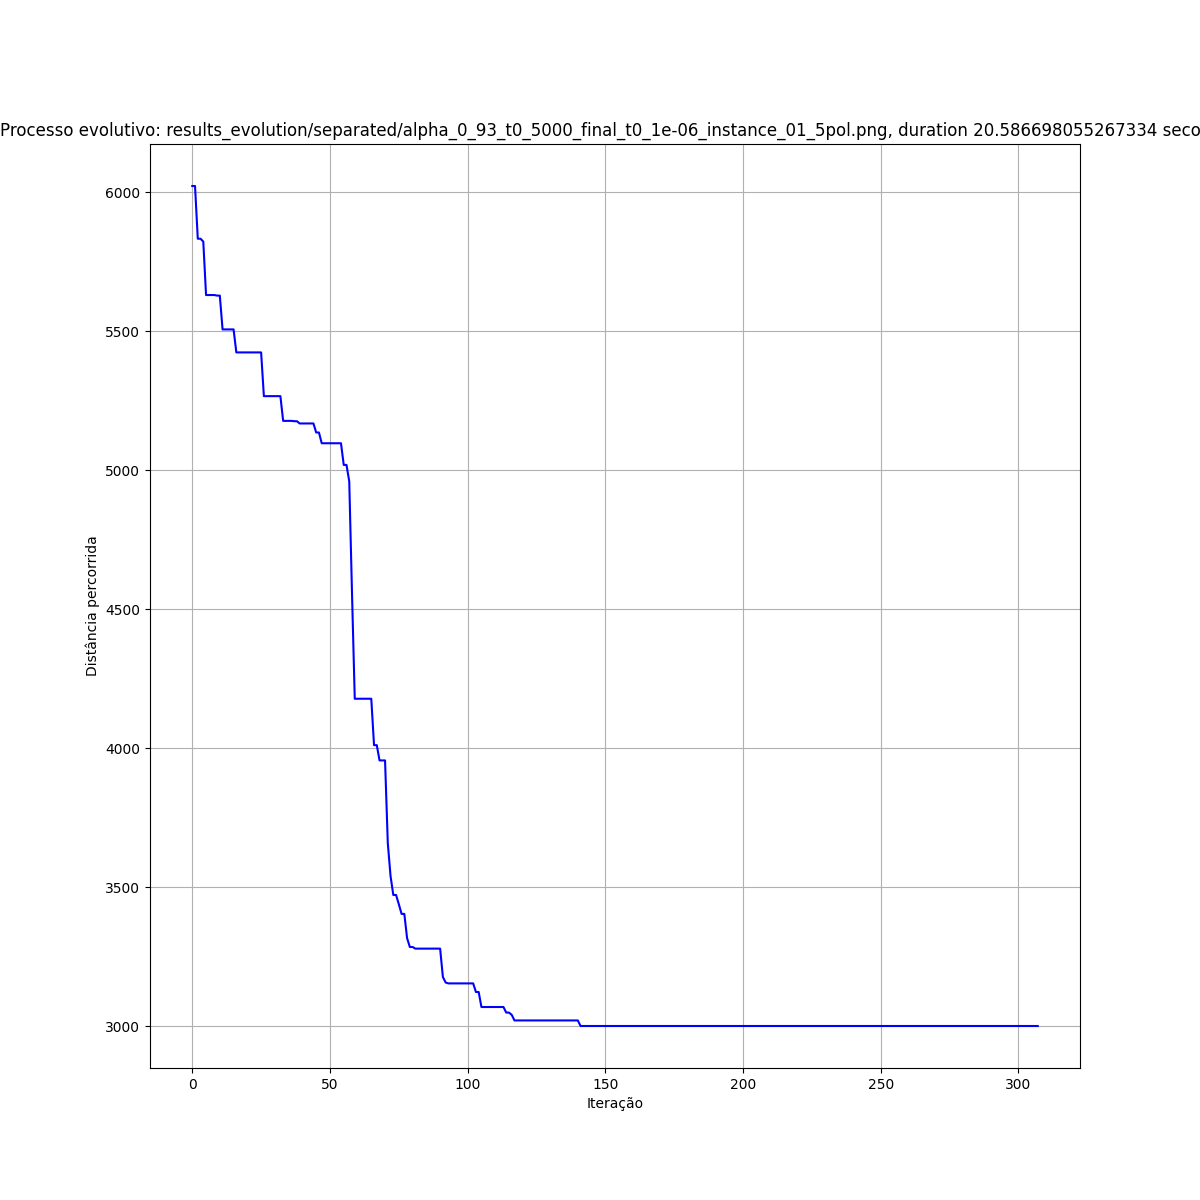 Processo evolutivo: results_evolution/separated/alpha_0_93_t0_5000_final_t0_1e-06_instance_01_5pol.png, duration 20.586698055267334 seco
6000
5500
5000
4500
4000
3500
3000
Distância percorrida
0 50 100 150 200 250 300
Iteração